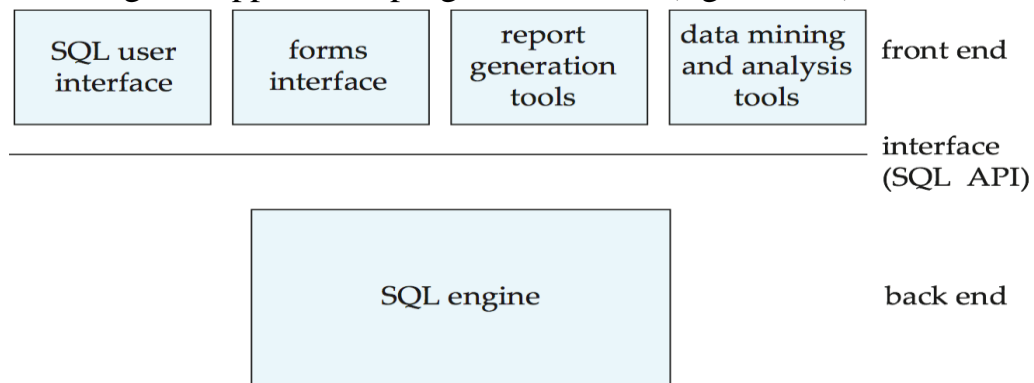 SQL user
interface
forms
interface
report
generation
tools
data mining
and analysis
tools
front end
interface
(SQL API)
SQL engine
back end